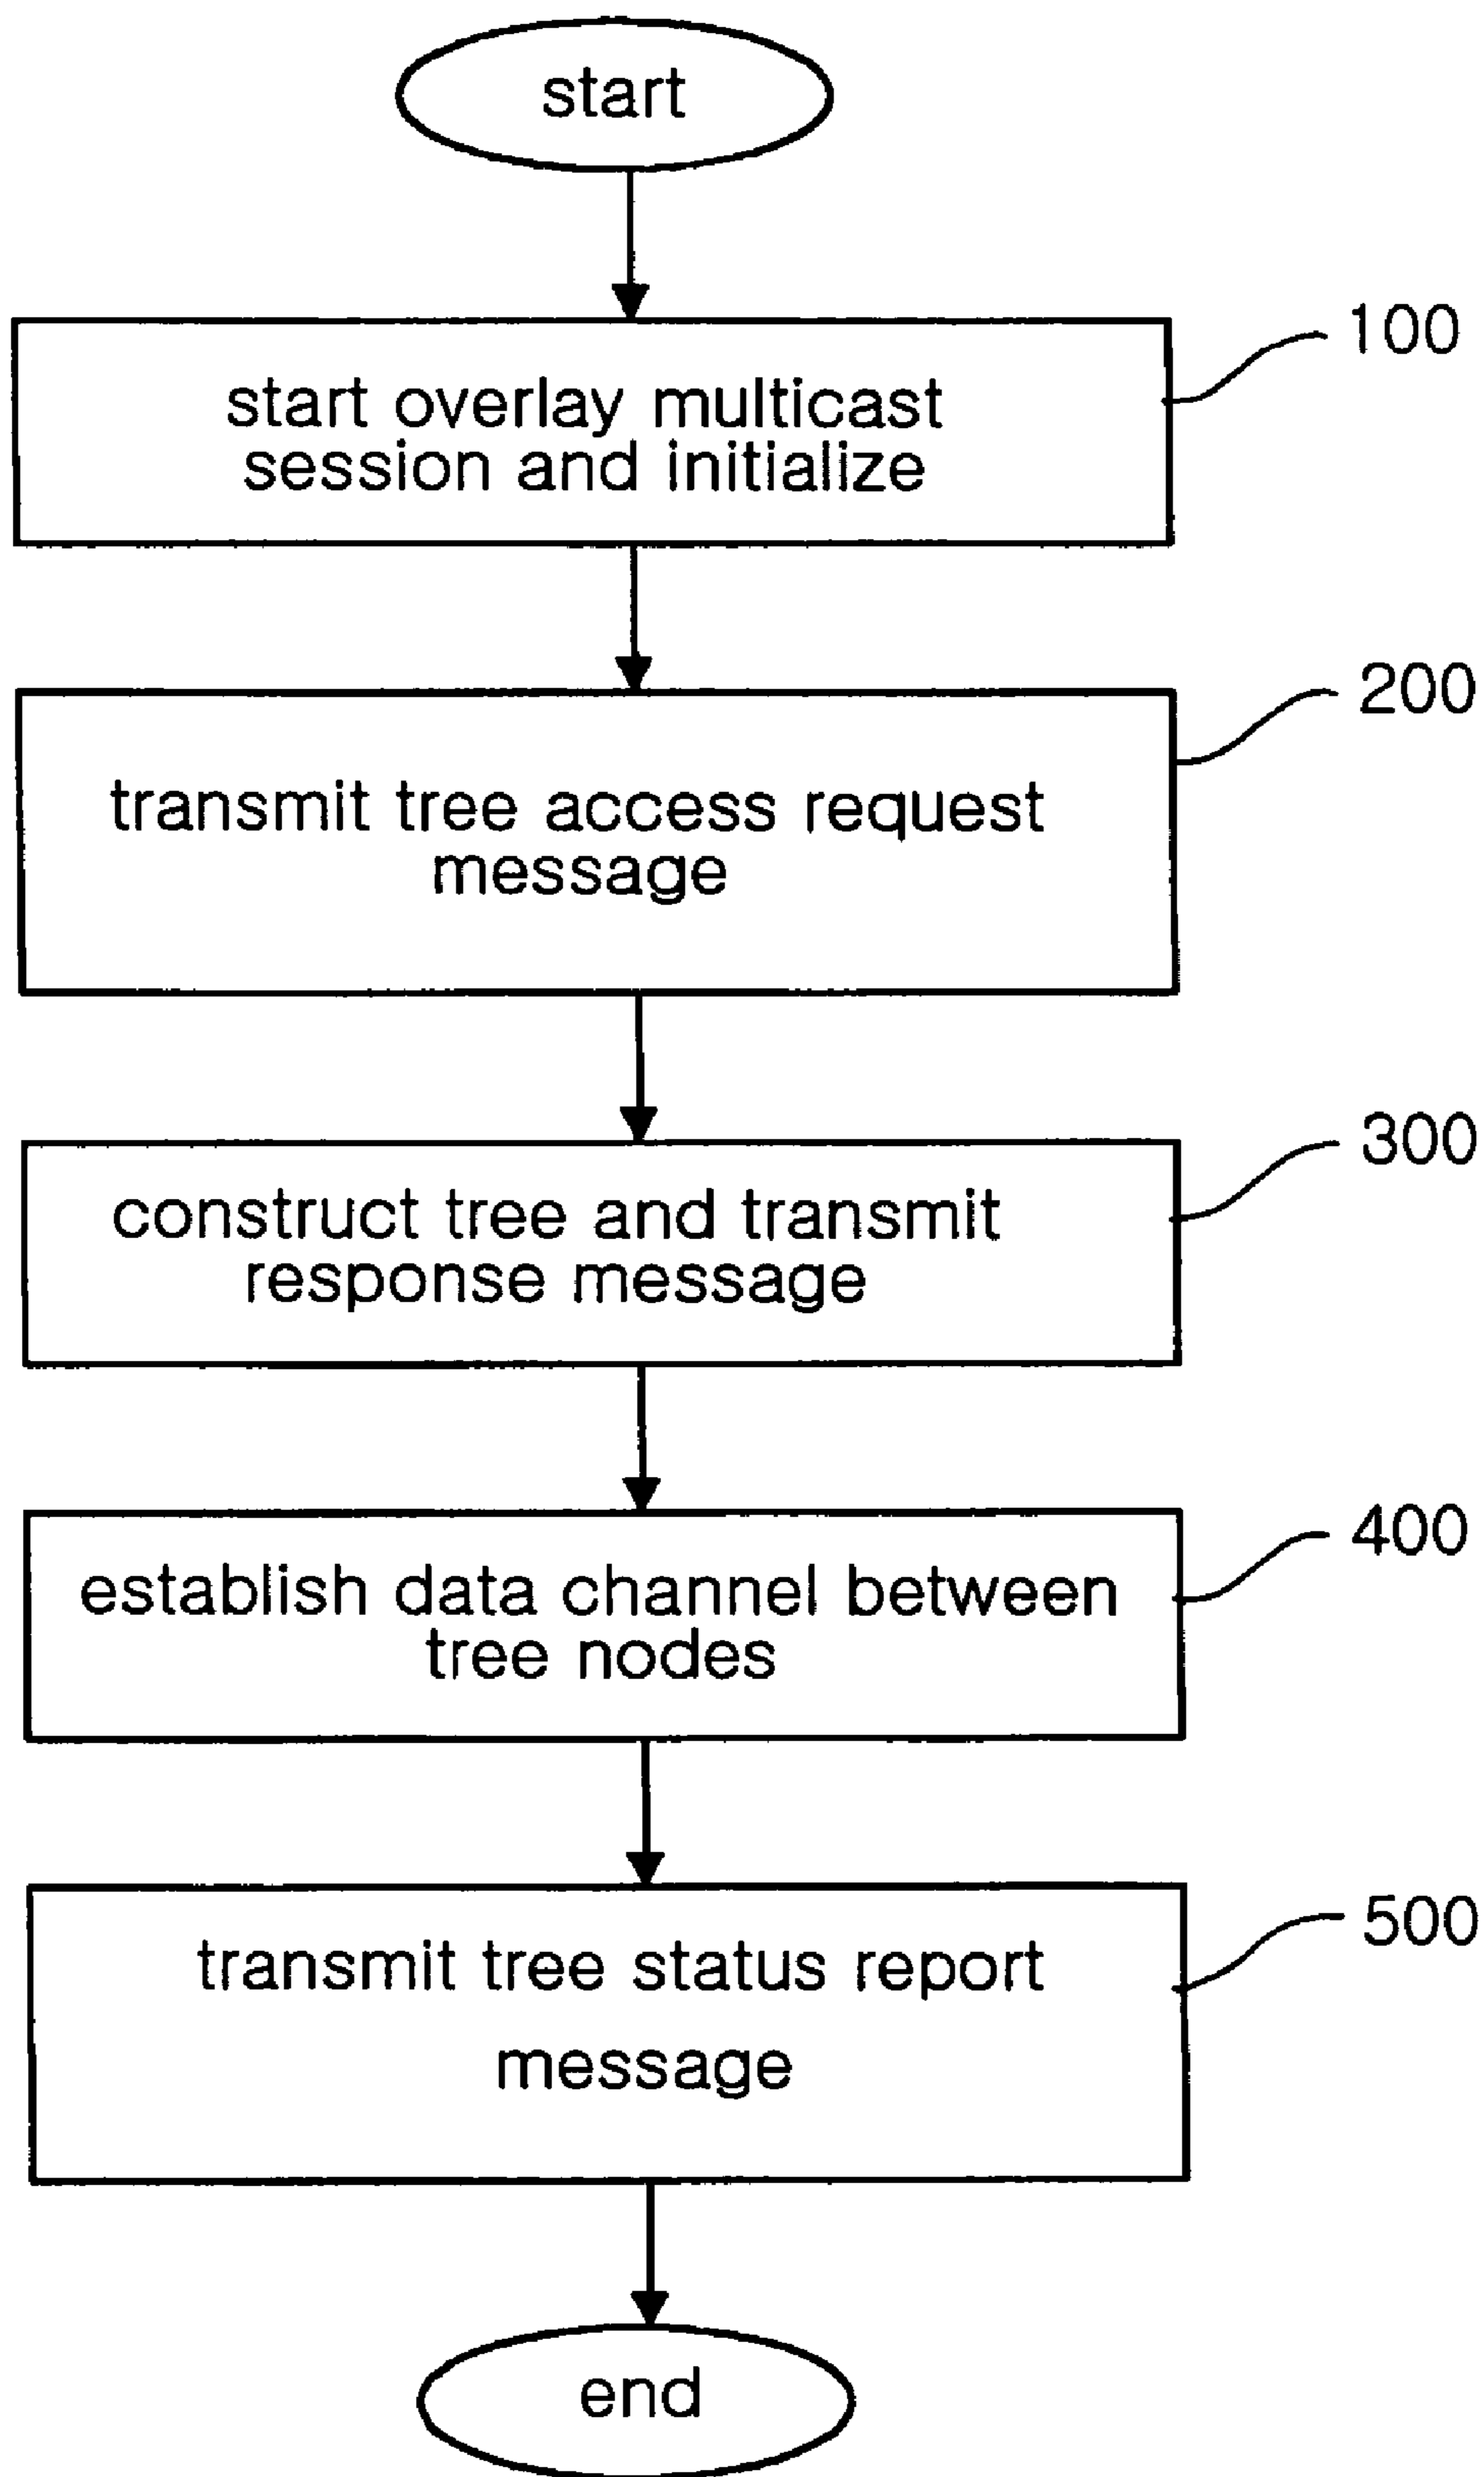 start
100
start overlay multicast
session and initialize
200
transmit tree access request
message
300
construct tree and transmit
response message
400
establish data channel between
tree nodes
500
transmit tree status report
message
end